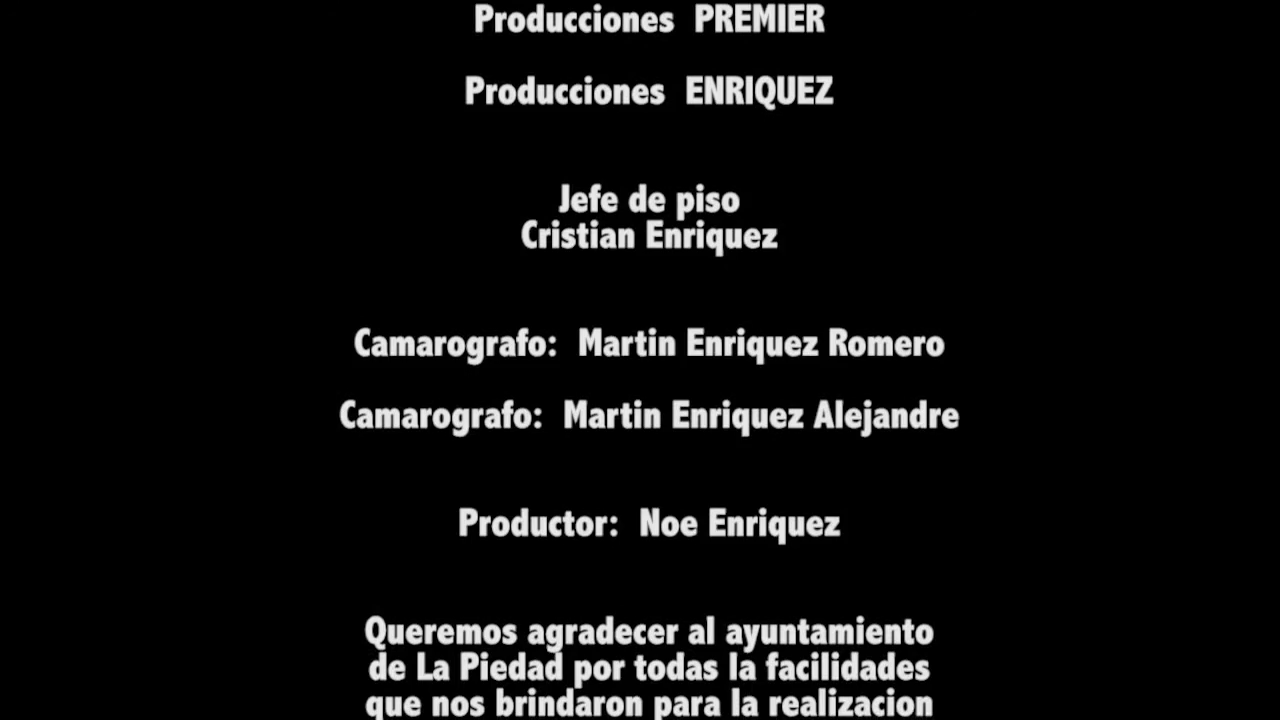 Producciones PREMIER
Producciones ENRIQUEZ
Jefe de piso
Cristian Enriquez
Camarografo: Martin Enriquez Romero
Camarografo: Martin Enriquez Alejandre
Productor: Noe Enriquez
Queremos agradecer al ayuntamiento
de La Piedad por todas la facilidades
que nos brindaron para la realizacion